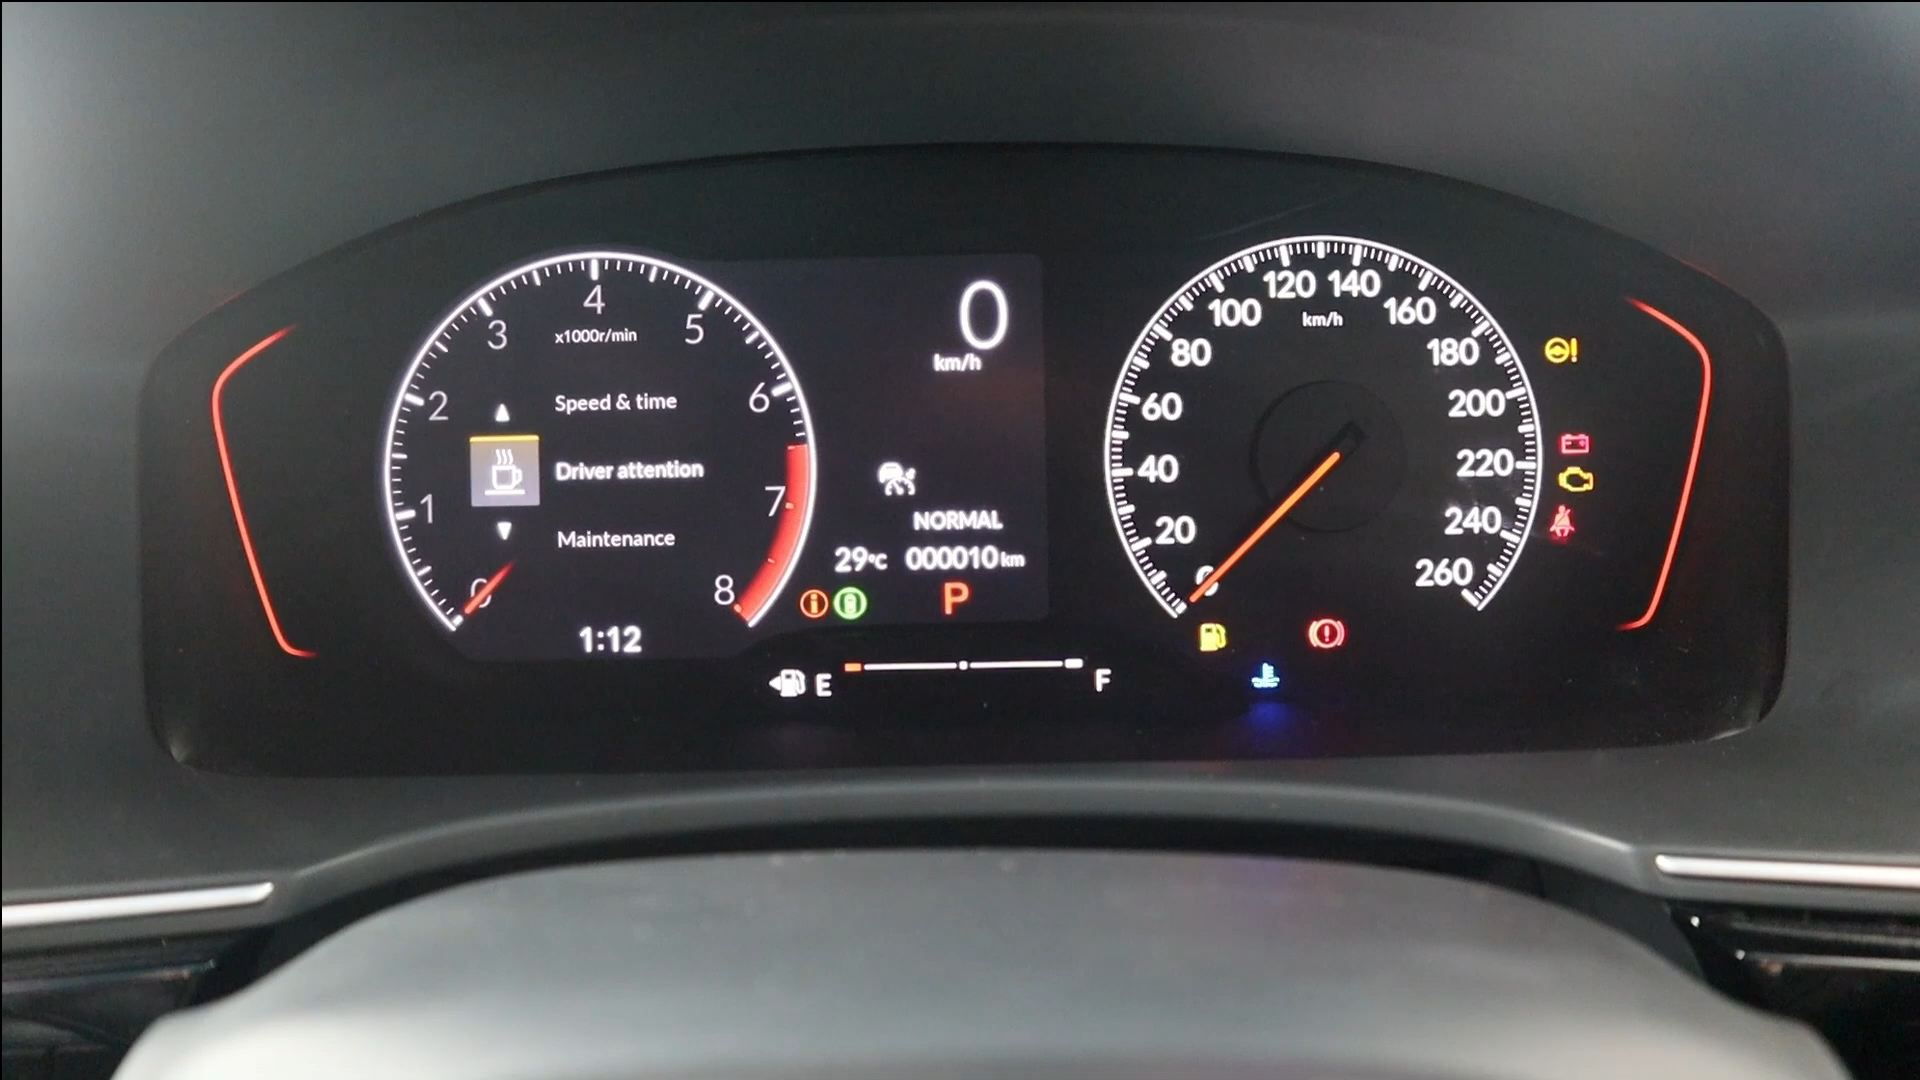 4
3
5
x1000r/min
2
6
Speed & time
Driver attention
Maintenance
1
7
0
8
1:12
0
km/h
NORMAL
29°C
000010 km
P
E
F
120
140
100
160
km/h
80
180
60
200
40
220
20
240
0
260